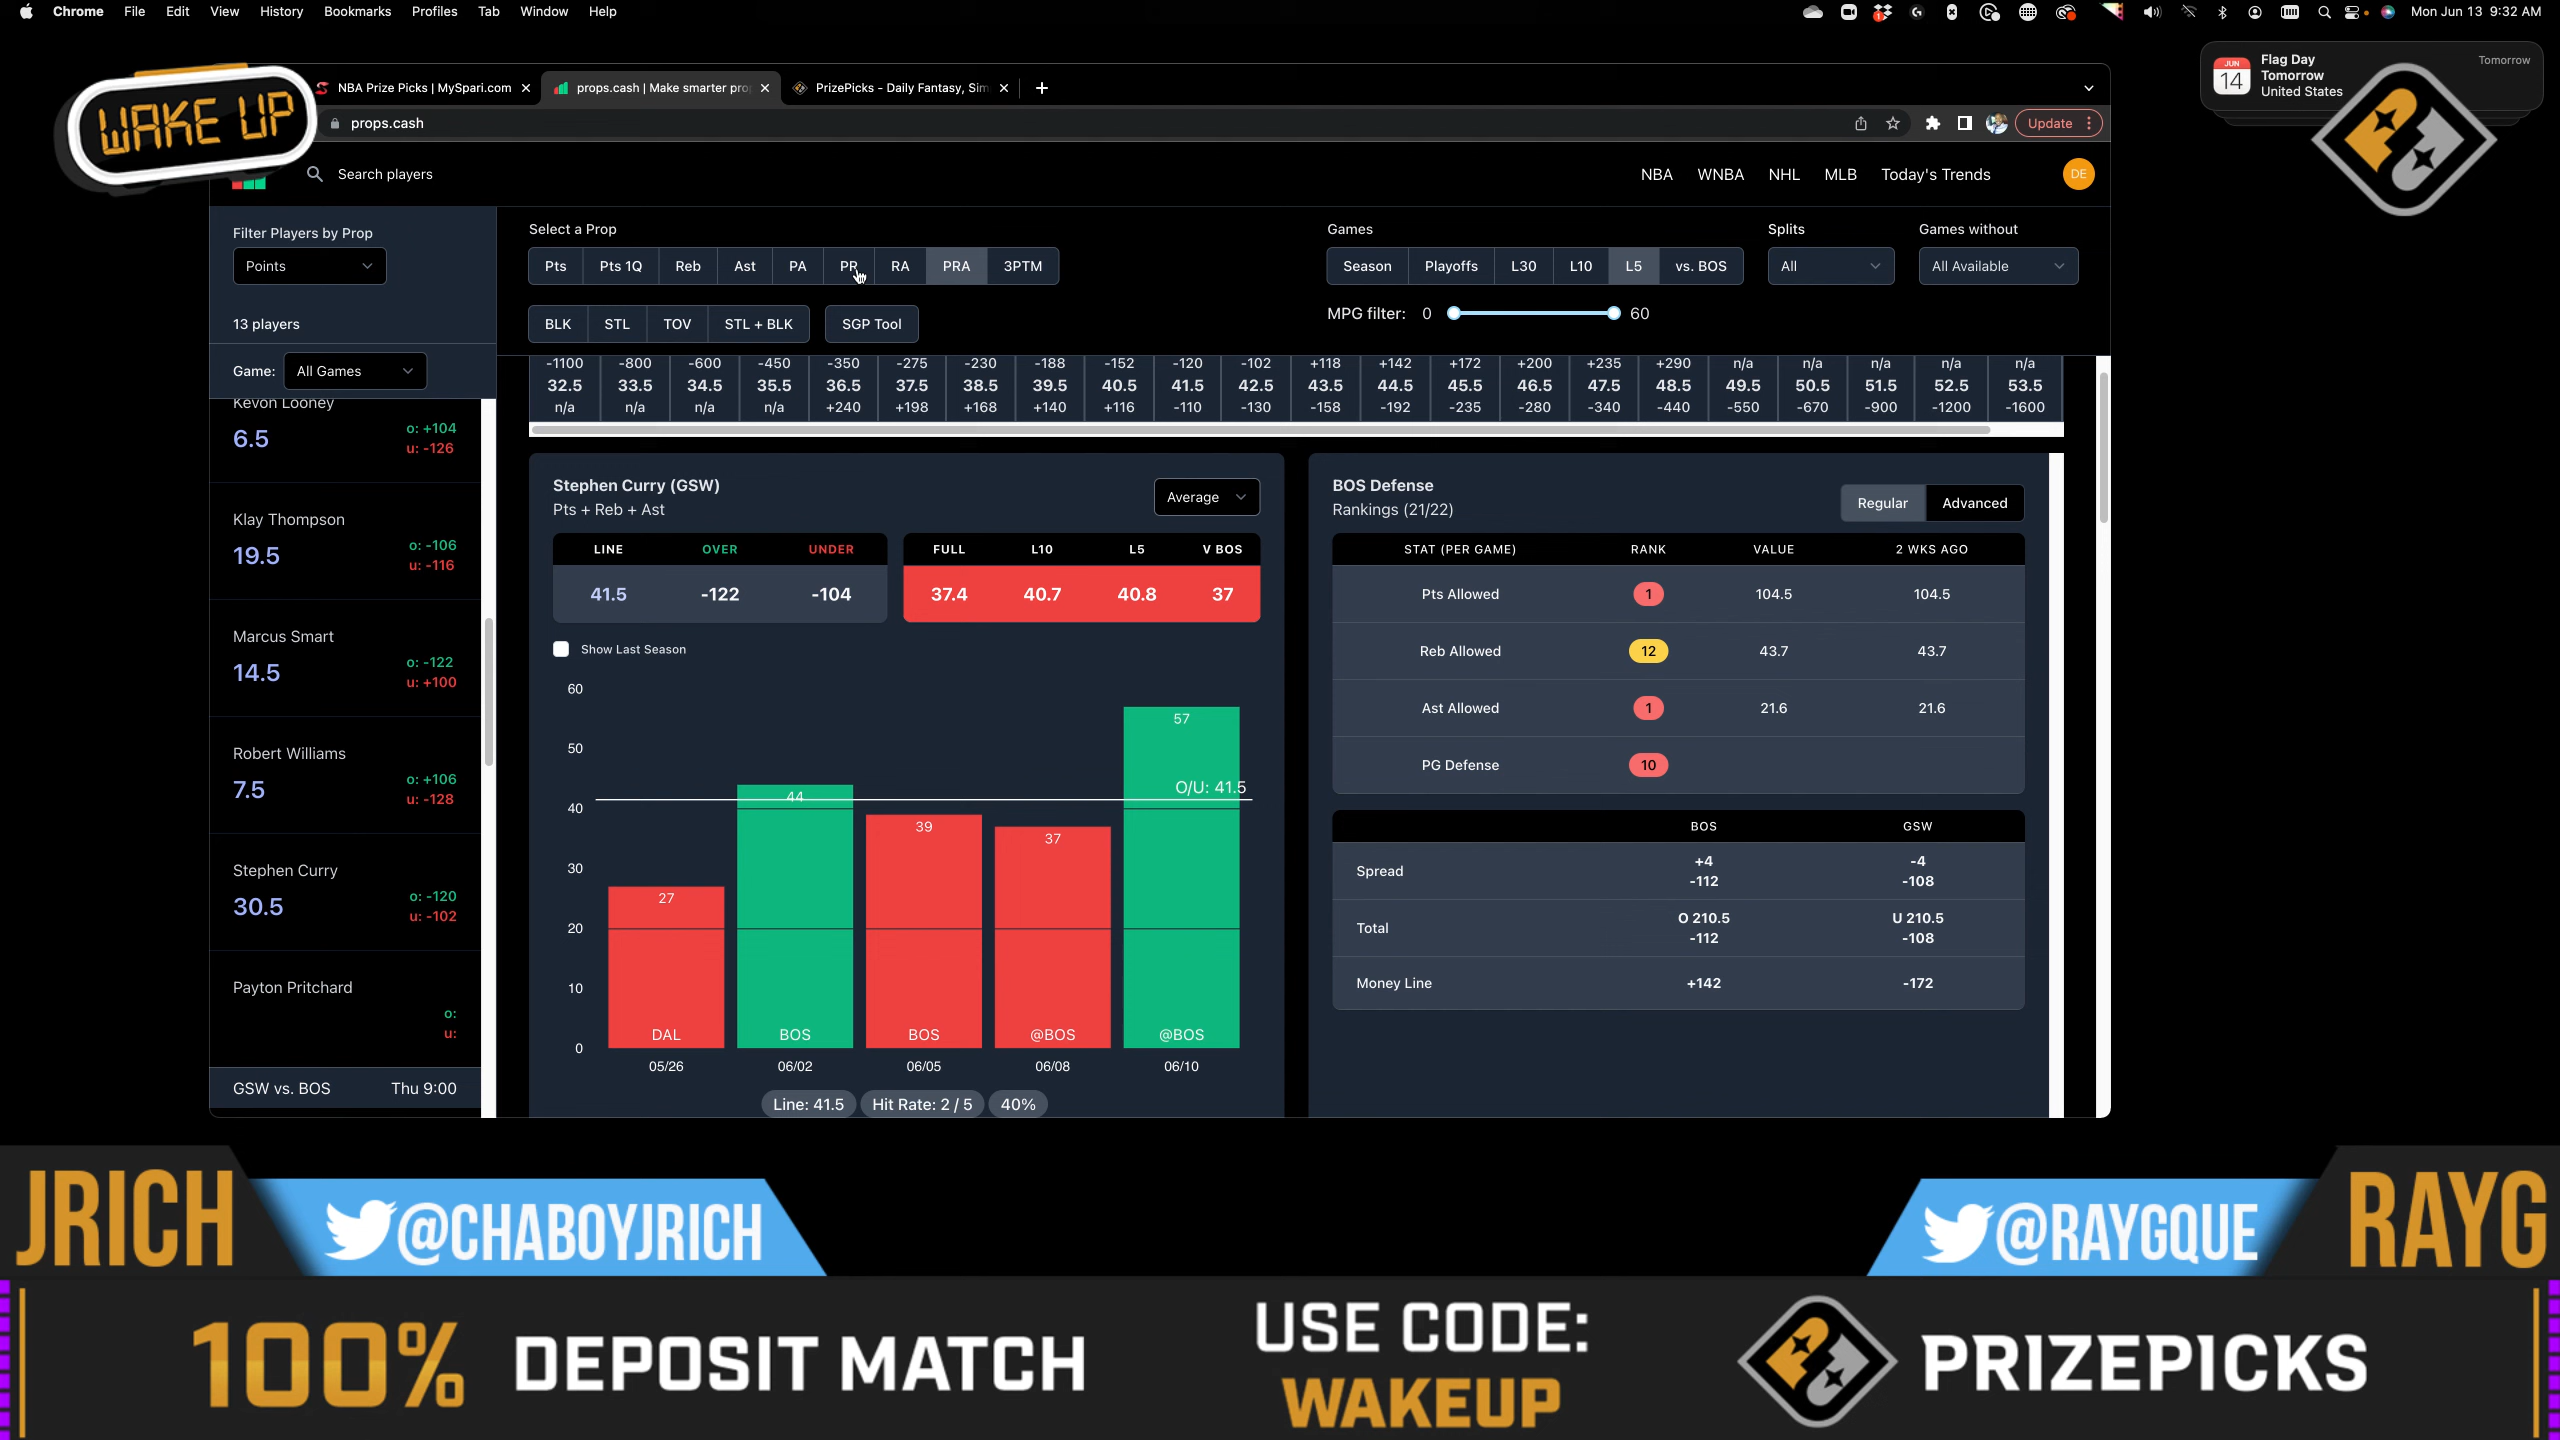 Chrome File Edit View History Bookmarks Profiles Tab Window Help
Mon Jun 13 9:32 AM
WAKE UP
NBA Prize Picks | MySpari.com
props.cash | Make smarter pro
PrizePicks - Daily Fantasy, Sim
Flag Day
Tomorrow
JUN
14
Tomorrow
United States
props.cash
Update
Search players
NBA WNBA NHL MLB Today's Trends
DE
Filter Players by Prop
Points
13 players
Game: All Games
Select a Prop
Pts Pts 1Q Reb Ast PA PR RA PRA 3PTM
BLK STL TOV STL + BLK SGP Tool
Games
Season Playoffs L30 L10 L5 vs. BOS
MPG filter: 0 60
Splits
All
Games without
All Available
-1100 -800 -600 -450 -350 -275 -230 -188 -152 -120 -102 +118 +142 +172 +200 +235 +290 n/a n/a n/a n/a n/a
32.5 33.5 34.5 35.5 36.5 37.5 38.5 39.5 40.5 41.5 42.5 43.5 44.5 45.5 46.5 47.5 48.5 49.5 50.5 51.5 52.5 53.5
n/a n/a n/a n/a +240 +198 +168 +140 +116 -110 -130 -158 -192 -235 -280 -340 -440 -550 -670 -900 -1200 -1600
Kevon Looney
6.5
o: +104
u: -126
Klay Thompson
19.5
o: -106
u: -116
Marcus Smart
14.5
o: -122
u: +100
Robert Williams
7.5
o: +106
u: -128
Stephen Curry
30.5
o: -120
u: -102
Payton Pritchard
o:
u:
GSW vs. BOS Thu 9:00
Stephen Curry (GSW)
Pts + Reb + Ast
Average
LINE OVER UNDER
41.5 -122 -104
FULL L10 L5 V BOS
37.4 40.7 40.8 37
Show Last Season
60
50
40
30
20
10
0
27
44
39
37
57
O/U: 41.5
DAL BOS BOS @BOS @BOS
05/26 06/02 06/05 06/08 06/10
Line: 41.5 Hit Rate: 2 / 5 40%
BOS Defense
Rankings (21/22)
Regular Advanced
STAT (PER GAME) RANK VALUE 2 WKS AGO
Pts Allowed 1 104.5 104.5
Reb Allowed 12 43.7 43.7
Ast Allowed 1 21.6 21.6
PG Defense 10
BOS GSW
Spread +4 -4
-112 -108
Total O 210.5 U 210.5
-112 -108
Money Line +142 -172
JRICH @CHABOYJRICH
@RAYGQUE RAYG
100% DEPOSIT MATCH
USE CODE:
WAKEUP
PRIZEPICKS